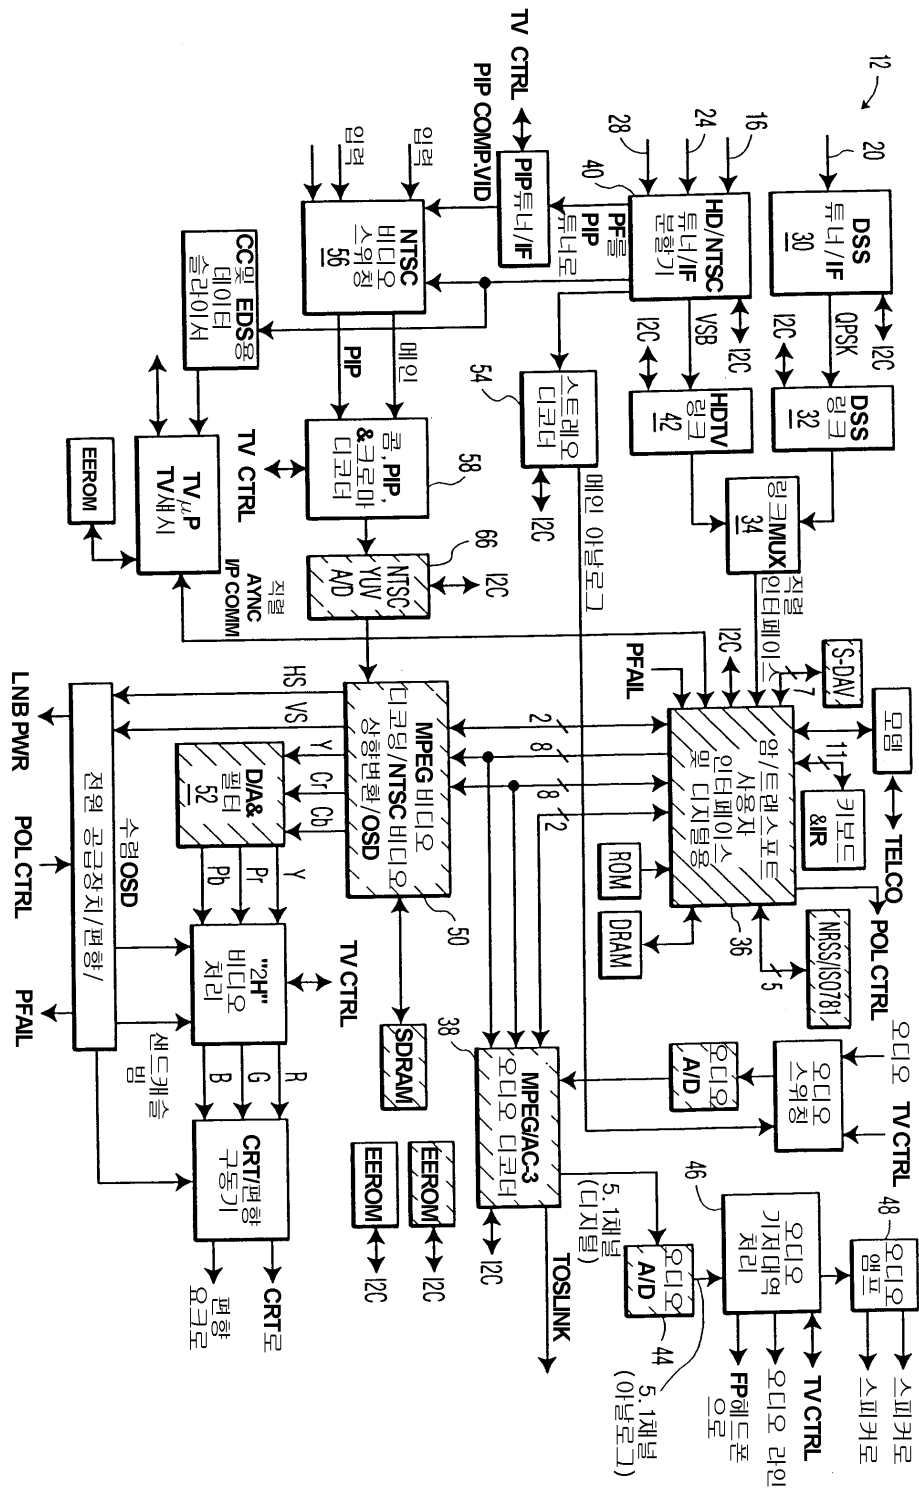 12
20
DSS
튜너/IF
30
I2C
QPSK
I2C
DSS
링크
32
16
24
28
40
HD/NTSC
튜너/IF
분할기
I2C
VSB
I2C
HDTV
링크
42
링크MUX
34
직렬
인터페이스
TV CTRL
PIP튜너/IF
PF를
PIP
튜너로
PIP COMP.VID
입력
입력
NTSC
비디오
스위칭
56
54
스트레오
디코더
I2C
메인 아날로그
CC및 EDS용
데이터
슬라이서
메인
PIP
콤,PIP,
&크로마
디코더
58
TV CTRL
TV μP
TV새시
EEROM
66
NTSC
YUV
A/D
I2C
직렬
AYNC
I/P COMM
PFAIL
I2C
7
S-DAV
모뎀
TELCO
11
키보드
&IR
POL CTRL
암/트랜스포트
사용자
인터페이스
및 디지털용
36
ROM
DRAM
5
NRSS/ISO781
2
8
8
12
HS
VS
Y
Cr
Cb
MPEG 비디오
디코딩/NTSC 비디오
상향변환/OSD
50
D/A&
필터
52
Y
Pr
Pb
SDRAM
LNB PWR
POL CTRL
PFAIL
수렴OSD
전원 공급장치/편향/
"2H"
비디오
처리
TV CTRL
샌드캐슬
빔
R
G
B
CRT/편향
구동기
CRT로
편향
요크로
38
MPEG/AC-3
오디오 디코더
I2C
EEROM
I2C
EEROM
I2C
TOSLINK
오디오
A/D
오디오
스위칭
오디오
TV CTRL
5.1채널
(디지털)
오디오
A/D
44
5.1채널
(아날로그)
46
오디오
기저대역
처리
TV CTRL
오디오 라인
FP헤드폰
으로
48
오디오
앰프
스피커로
스피커로